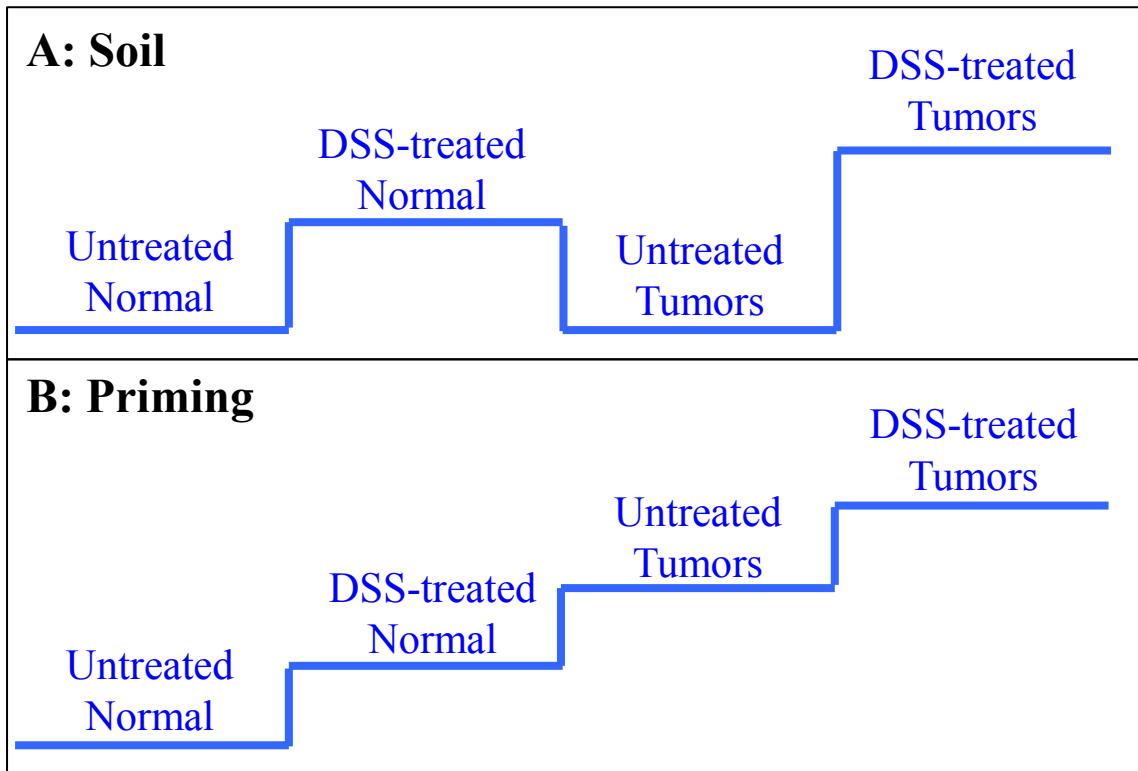 A: Soil
DSS-treated
Tumors
DSS-treated
Normal
Untreated
Normal
Untreated
Tumors
B: Priming
DSS-treated
Tumors
Untreated
Tumors
DSS-treated
Normal
Untreated
Normal